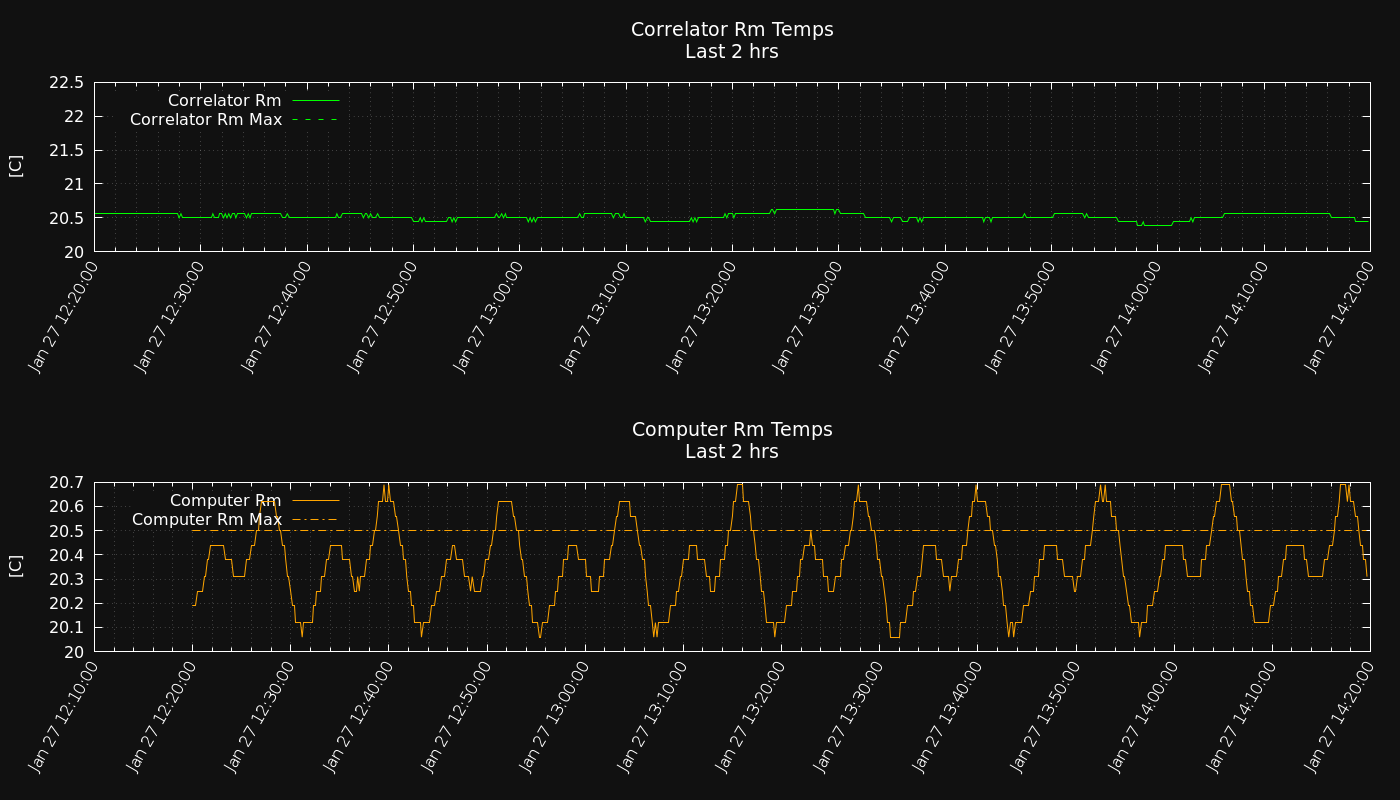 Correlator Rm Temps
Last 2 hrs
22.5
22
21.5
21
20.5
20
[C]
Correlator Rm
Correlator Rm Max
Jan 27 12:20:00
Jan 27 12:30:00
Jan 27 12:40:00
Jan 27 12:50:00
Jan 27 13:00:00
Jan 27 13:10:00
Jan 27 13:20:00
Jan 27 13:30:00
Jan 27 13:40:00
Jan 27 13:50:00
Jan 27 14:00:00
Jan 27 14:10:00
Jan 27 14:20:00
Computer Rm Temps
Last 2 hrs
20.7
20.6
20.5
20.4
20.3
20.2
20.1
20
[C]
Computer Rm
Computer Rm Max
Jan 27 12:10:00
Jan 27 12:20:00
Jan 27 12:30:00
Jan 27 12:40:00
Jan 27 12:50:00
Jan 27 13:00:00
Jan 27 13:10:00
Jan 27 13:20:00
Jan 27 13:30:00
Jan 27 13:40:00
Jan 27 13:50:00
Jan 27 14:00:00
Jan 27 14:10:00
Jan 27 14:20:00